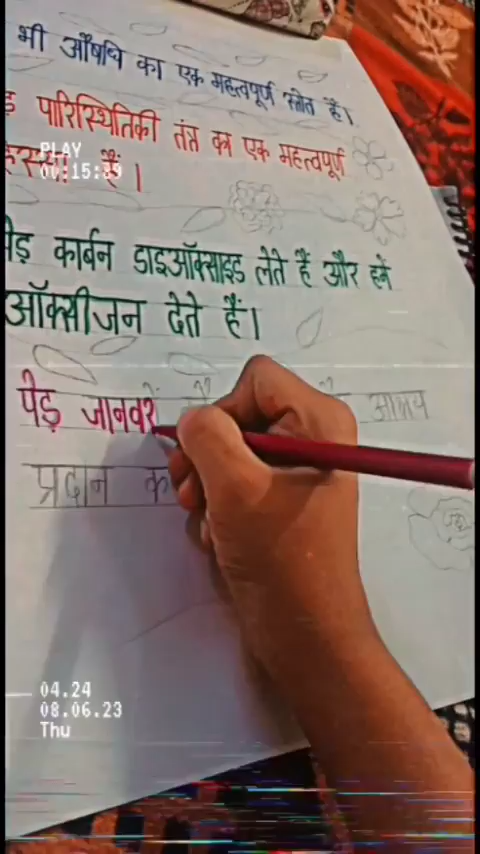 भी औषधि का एक महत्वपूर्ण स्त्रोत है।
पारिस्थितिकी तंत्र का एक महत्वपूर्ण
हिस्सा हैं।
PLAY
00:15:39
पेड़ कार्बन डाइऑक्साइड लेते हैं और हमें
ऑक्सीजन देते हैं।
पेड़ जानवरों आश्रय
प्रदान क
04.24
08.06.23
Thu